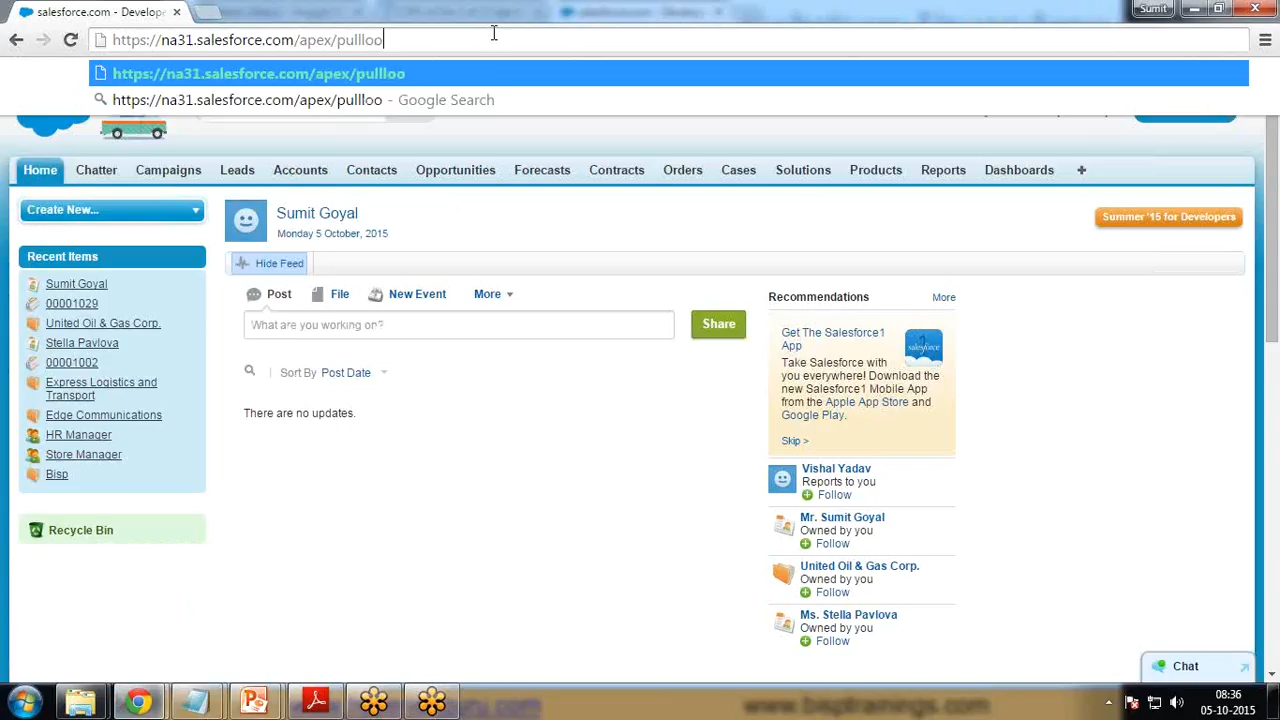 salesforce.com - Develope
Sumit
https://na31.salesforce.com/apex/pullloo
https://na31.salesforce.com/apex/pullloo
https://na31.salesforce.com/apex/pullloo - Google Search
Home Chatter Campaigns Leads Accounts Contacts Opportunities Forecasts Contracts Orders Cases Solutions Products Reports Dashboards +
Create New...
Sumit Goyal
Monday 5 October, 2015
Summer '15 for Developers
Recent Items
Sumit Goyal
00001029
United Oil & Gas Corp.
Stella Pavlova
00001002
Express Logistics and
Transport
Edge Communications
HR Manager
Store Manager
Bisp
Recycle Bin
Hide Feed
Post File New Event More
What are you working on?
Share
Sort By Post Date
There are no updates.
Recommendations More
Get The Salesforce1
App
salesforce
Take Salesforce with
you everywhere! Download the
new Salesforce1 Mobile App
from the Apple App Store and
Google Play.
Skip >
Vishal Yadav
Reports to you
Follow
Mr. Sumit Goyal
Owned by you
Follow
United Oil & Gas Corp.
Owned by you
Follow
Ms. Stella Pavlova
Owned by you
Follow
Chat
www.bisptrainings.com
08:36
05-10-2015